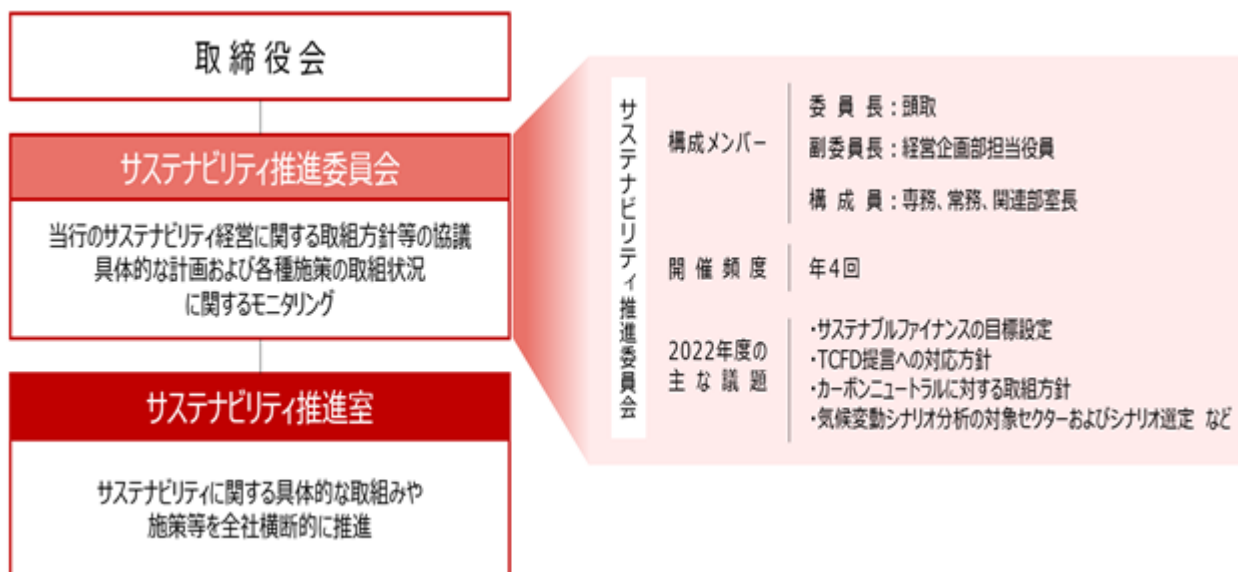 取締役会
サステナビリティ推進委員会
当行のサステナビリティ経営に関する取組方針等の協議
具体的な計画および各種施策の取組状況
に関するモニタリング
サステナビリティ推進室
サステナビリティに関する具体的な取組みや
施策等を全社横断的に推進
サステナビリティ推進委員会
構成メンバー
委員長：頭取
副委員長：経営企画部担当役員
構成員：専務、常務、関連部室長
開催頻度
年4回
2022年度の
主な議題
・サステナブルファイナンスの目標設定
・TCFD提言への対応方針
・カーボンニュートラルに対する取組方針
・気候変動シナリオ分析の対象セクターおよびシナリオ選定 など